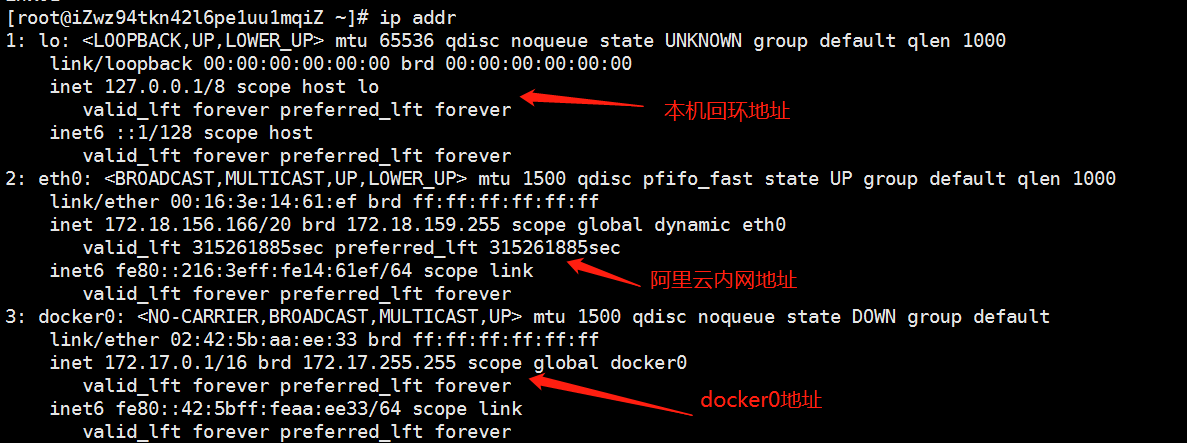 [root@iZwz94tkn42l6pe1uu1mqiZ ~]# ip addr
1: lo: <LOOPBACK,UP,LOWER_UP> mtu 65536 qdisc noqueue state UNKNOWN group default qlen 1000
    link/loopback 00:00:00:00:00:00 brd 00:00:00:00:00:00
    inet 127.0.0.1/8 scope host lo
       valid_lft forever preferred_lft forever
本机回环地址
    inet6 ::1/128 scope host
       valid_lft forever preferred_lft forever
2: eth0: <BROADCAST,MULTICAST,UP,LOWER_UP> mtu 1500 qdisc pfifo_fast state UP group default qlen 1000
    link/ether 00:16:3e:14:61:ef brd ff:ff:ff:ff:ff:ff
    inet 172.18.156.166/20 brd 172.18.159.255 scope global dynamic eth0
       valid_lft 315261885sec preferred_lft 315261885sec
    inet6 fe80::216:3eff:fe14:61ef/64 scope link
阿里云内网地址
       valid_lft forever preferred_lft forever
3: docker0: <NO-CARRIER,BROADCAST,MULTICAST,UP> mtu 1500 qdisc noqueue state DOWN group default
    link/ether 02:42:5b:aa:ee:33 brd ff:ff:ff:ff:ff:ff
    inet 172.17.0.1/16 brd 172.17.255.255 scope global docker0
       valid_lft forever preferred_lft forever
docker0地址
    inet6 fe80::42:5bff:feaa:ee33/64 scope link
       valid_lft forever preferred_lft forever